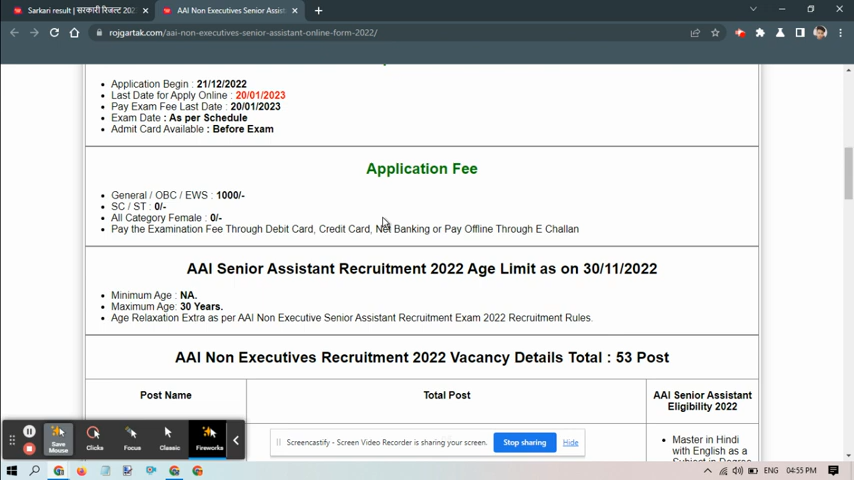 Sarkari result | सरकारी रिजल्ट 202
AAI Non Executives Senior Assist
rojgartak.com/aai-non-executives-senior-assistant-online-form-2022/
Application Begin : 21/12/2022
Last Date for Apply Online : 20/01/2023
Pay Exam Fee Last Date : 20/01/2023
Exam Date : As per Schedule
Admit Card Available : Before Exam
Application Fee
General / OBC / EWS : 1000/-
SC / ST : 0/-
All Category Female : 0/-
Pay the Examination Fee Through Debit Card, Credit Card, Net Banking or Pay Offline Through E Challan
AAI Senior Assistant Recruitment 2022 Age Limit as on 30/11/2022
Minimum Age : NA.
Maximum Age: 30 Years.
Age Relaxation Extra as per AAI Non Executive Senior Assistant Recruitment Exam 2022 Recruitment Rules.
AAI Non Executives Recruitment 2022 Vacancy Details Total : 53 Post
Post Name
Total Post
AAI Senior Assistant
Eligibility 2022
Master in Hindi
with English as a
Subject in Degree
Save
Mouse
Clicks
Focus
Classic
Fireworks
Screencastify - Screen Video Recorder is sharing your screen.
Stop sharing
Hide
ENG
04:55 PM